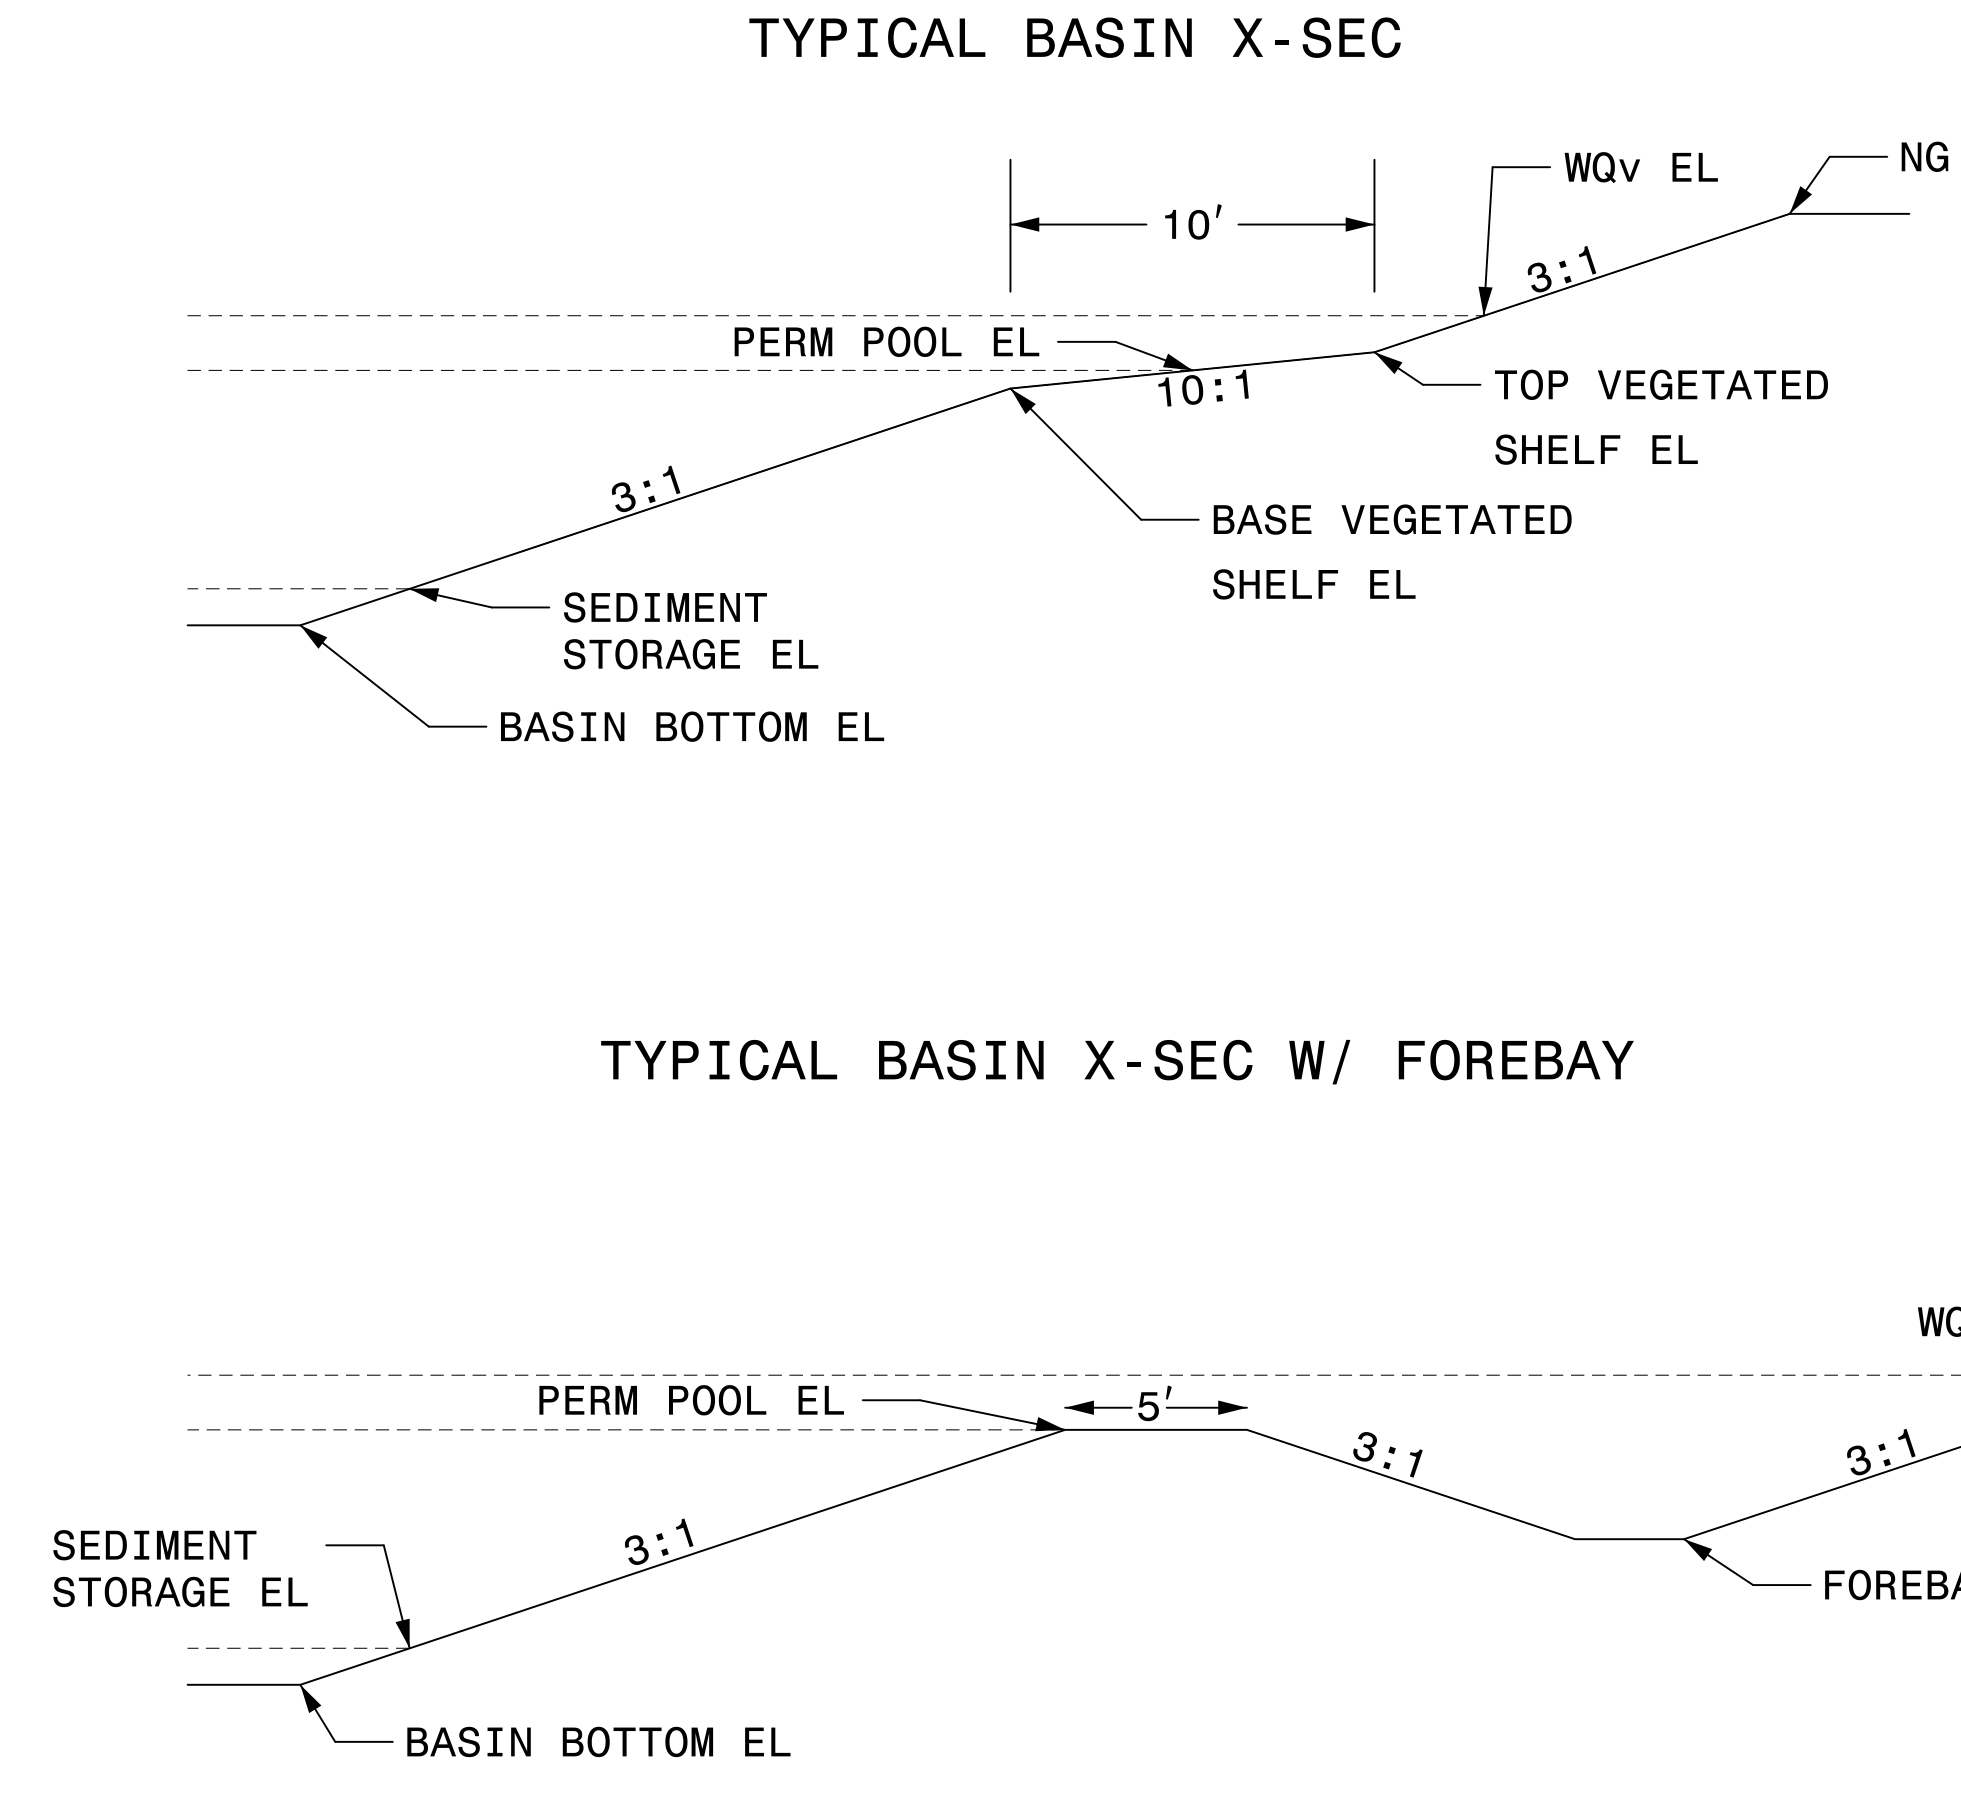 TYPICAL BASIN X-SEC
WQv EL
NG
10'
3:1
PERM POOL EL
10:1
TOP VEGETATED
SHELF EL
3:1
BASE VEGETATED
SHELF EL
SEDIMENT
STORAGE EL
BASIN BOTTOM EL
TYPICAL BASIN X-SEC W/ FOREBAY
PERM POOL EL
5'
3:1
3:1
3:1
SEDIMENT
STORAGE EL
BASIN BOTTOM EL